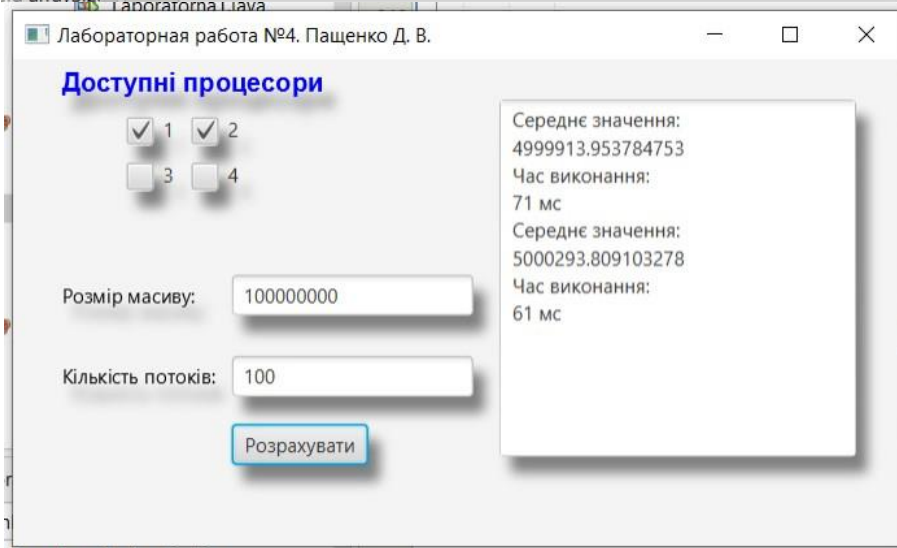 Лабораторная работа №4. Пащенко Д. В.
Доступні процесори
1 2
3 4
Розмір масиву: 100000000
Кількість потоків: 100
Розрахувати
Середнє значення:
4999913.953784753
Час виконання:
71 мс
Середнє значення:
5000293.809103278
Час виконання:
61 мс